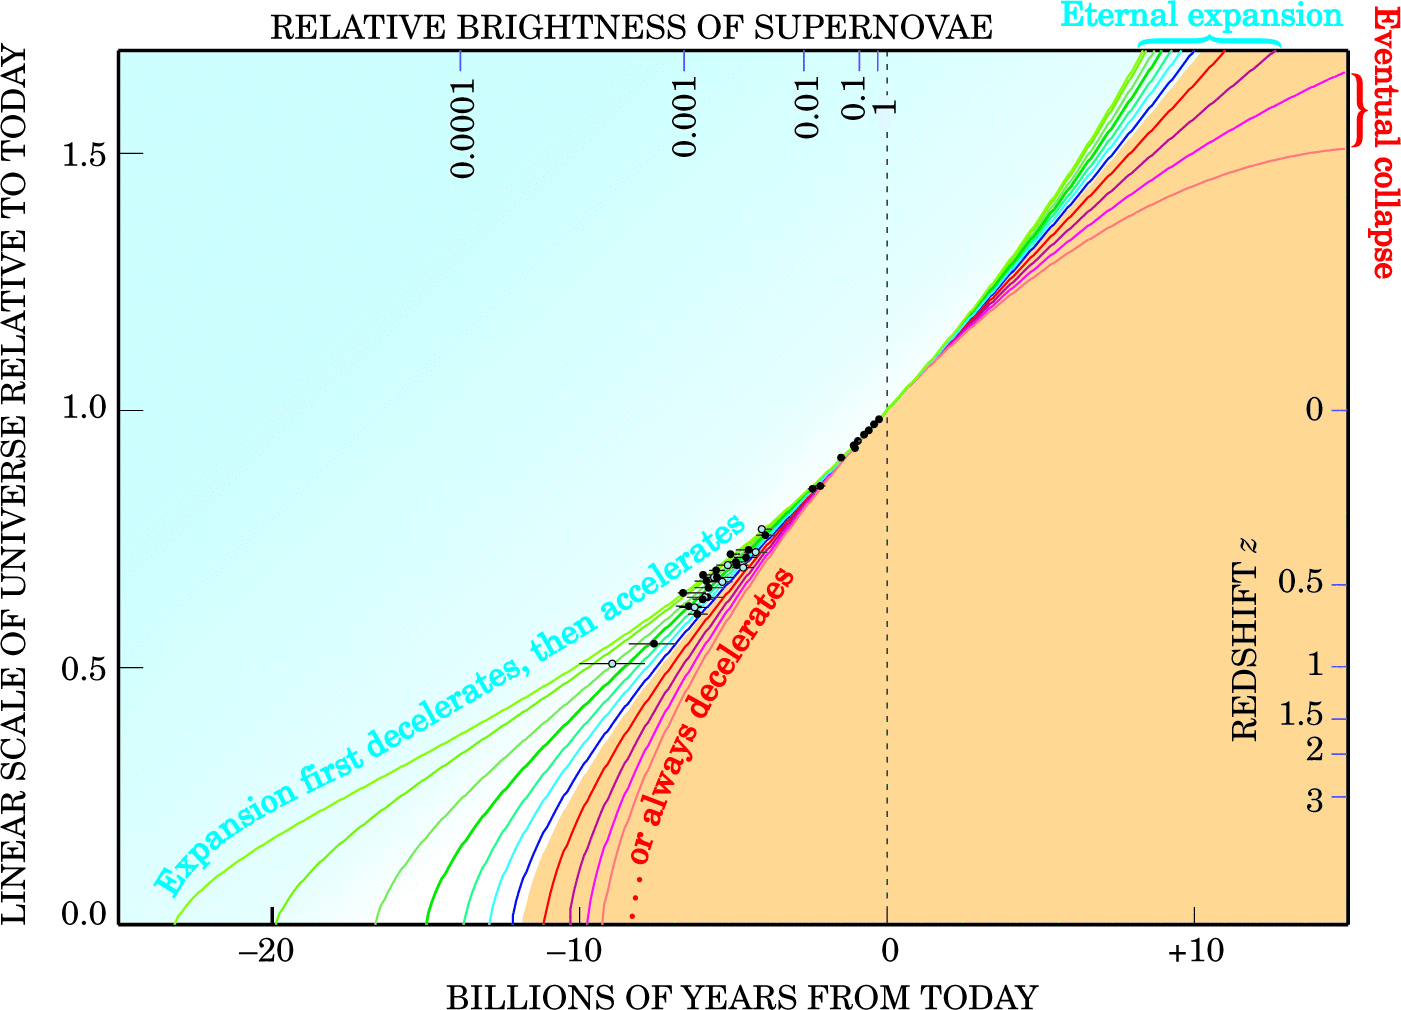 RELATIVE BRIGHTNESS OF SUPERNOVAE
Eternal expansion
Eventual collapse
0.0001
0.001
0.01
0.1
1
LINEAR SCALE OF UNIVERSE RELATIVE TO TODAY
1.5
1.0
0.5
0.0
Expansion first decelerates, then accelerates
... or always decelerates
REDSHIFT z
0
0.5
1
1.5
2
3
–20
–10
0
+10
BILLIONS OF YEARS FROM TODAY